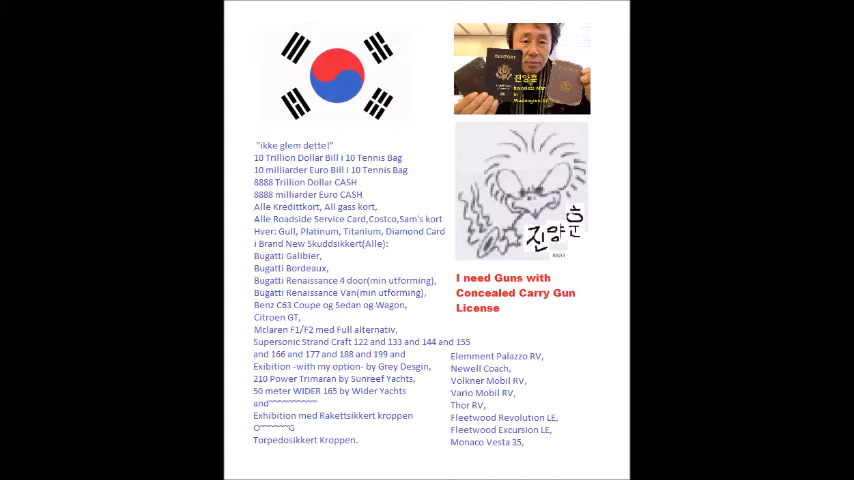 "ikke glem dette!"
10 Trillion Dollar Bill i 10 Tennis Bag
10 milliarder Euro Bill i 10 Tennis Bag
8888 Trillion Dollar CASH
8888 milliarder Euro CASH
Alle Kredittkort, All gass kort,
Alle Roadside Service Card,Costco,Sam's kort
Hver: Gull, Platinum, Titanium, Diamond Card
i Brand New Skuddsikkert(Alle):
Bugatti Galibier,
Bugatti Bordeaux,
Bugatti Renaissance 4 door(min utforming),
Bugatti Renaissance Van(min utforming),
Benz C63 Coupe og Sedan og Wagon,
Citroen GT,
Mclaren F1/F2 med Full alternativ,
Supersonic Strand Craft 122 and 133 and 144 and 155
and 166 and 177 and 188 and 199 and
Exibition -with my option- by Grey Desgin,
210 Power Trimaran by Sunreef Yachts,
50 meter WIDER 165 by Wider Yachts
and~~~~~~~~~~
Exhibition med Rakettsikkert kroppen
O~~~~~~G
Torpedosikkert Kroppen.
PASSPORT
진양훈
homeless Man
in
Washington,DC
진양훈
I need Guns with
Concealed Carry Gun
License
Elemment Palazzo RV,
Newell Coach,
Volkner Mobil RV,
Vario Mobil RV,
Thor RV,
Fleetwood Revolution LE,
Fleetwood Excursion LE,
Monaco Vesta 35,